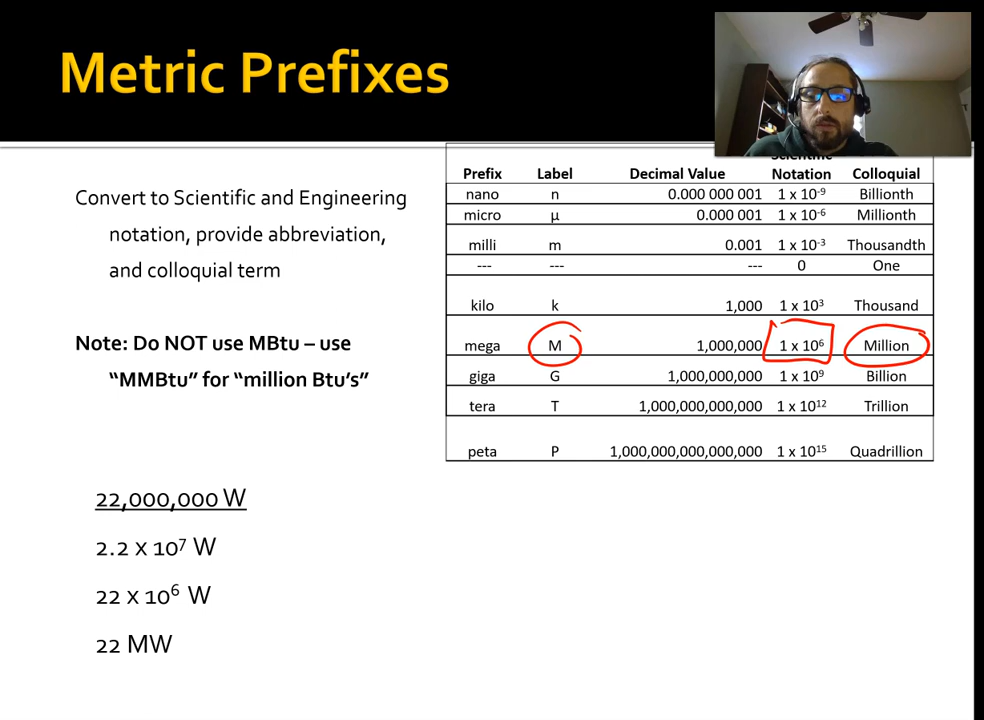 Metric Prefixes
Convert to Scientific and Engineering
notation, provide abbreviation,
and colloquial term
Note: Do NOT use MBtu – use
“MMBtu” for “million Btu’s”
22,000,000 W
2.2 x 10⁷ W
22 x 10⁶ W
22 MW
Scientific
Prefix Label Decimal Value Notation Colloquial
nano n 0.000 000 001 1 x 10⁻⁹ Billionth
micro µ 0.000 001 1 x 10⁻⁶ Millionth
milli m 0.001 1 x 10⁻³ Thousandth
--- --- --- 0 One
kilo k 1,000 1 x 10³ Thousand
mega M 1,000,000 1 x 10⁶ Million
giga G 1,000,000,000 1 x 10⁹ Billion
tera T 1,000,000,000,000 1 x 10¹² Trillion
peta P 1,000,000,000,000,000 1 x 10¹⁵ Quadrillion